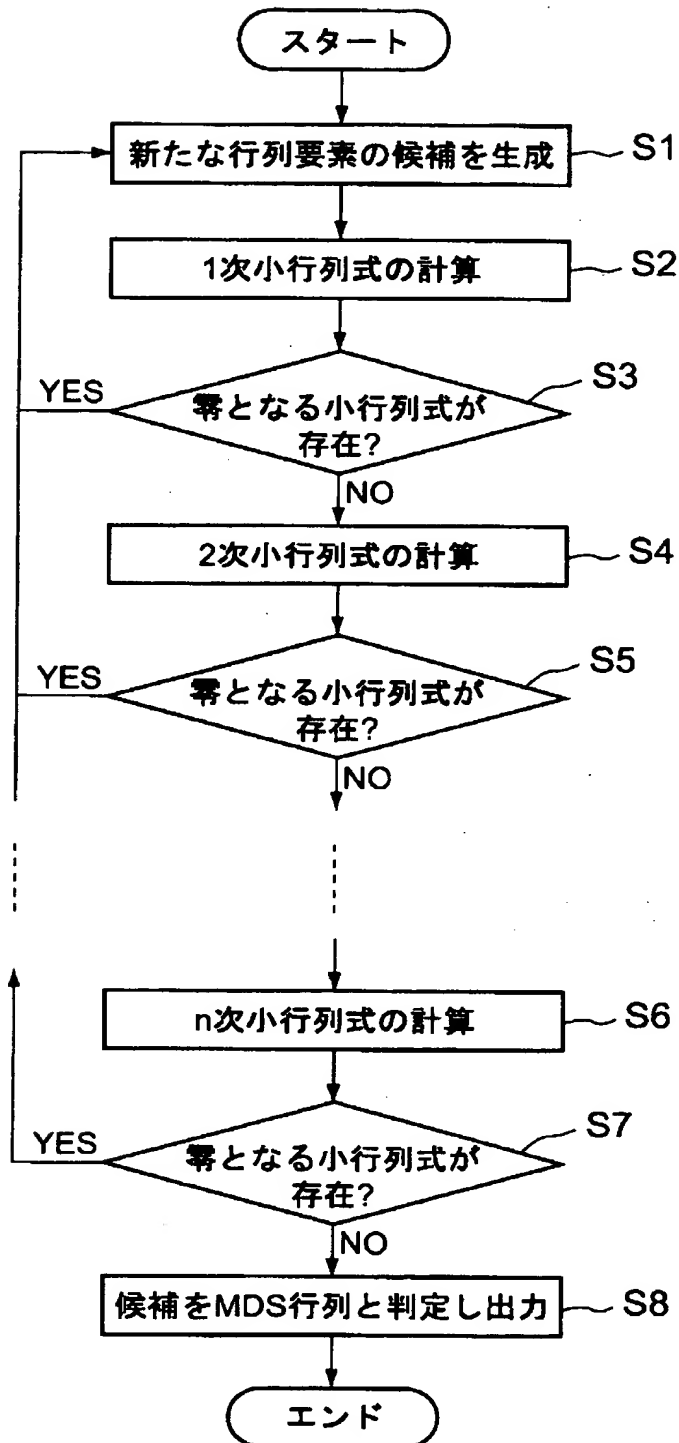 スタート
新たな行列要素の候補を生成
S1
1次小行列式の計算
S2
YES
零となる小行列式が
存在?
S3
NO
2次小行列式の計算
S4
YES
零となる小行列式が
存在?
S5
NO
n次小行列式の計算
S6
YES
零となる小行列式が
存在?
S7
NO
候補をMDS行列と判定し出力
S8
エンド